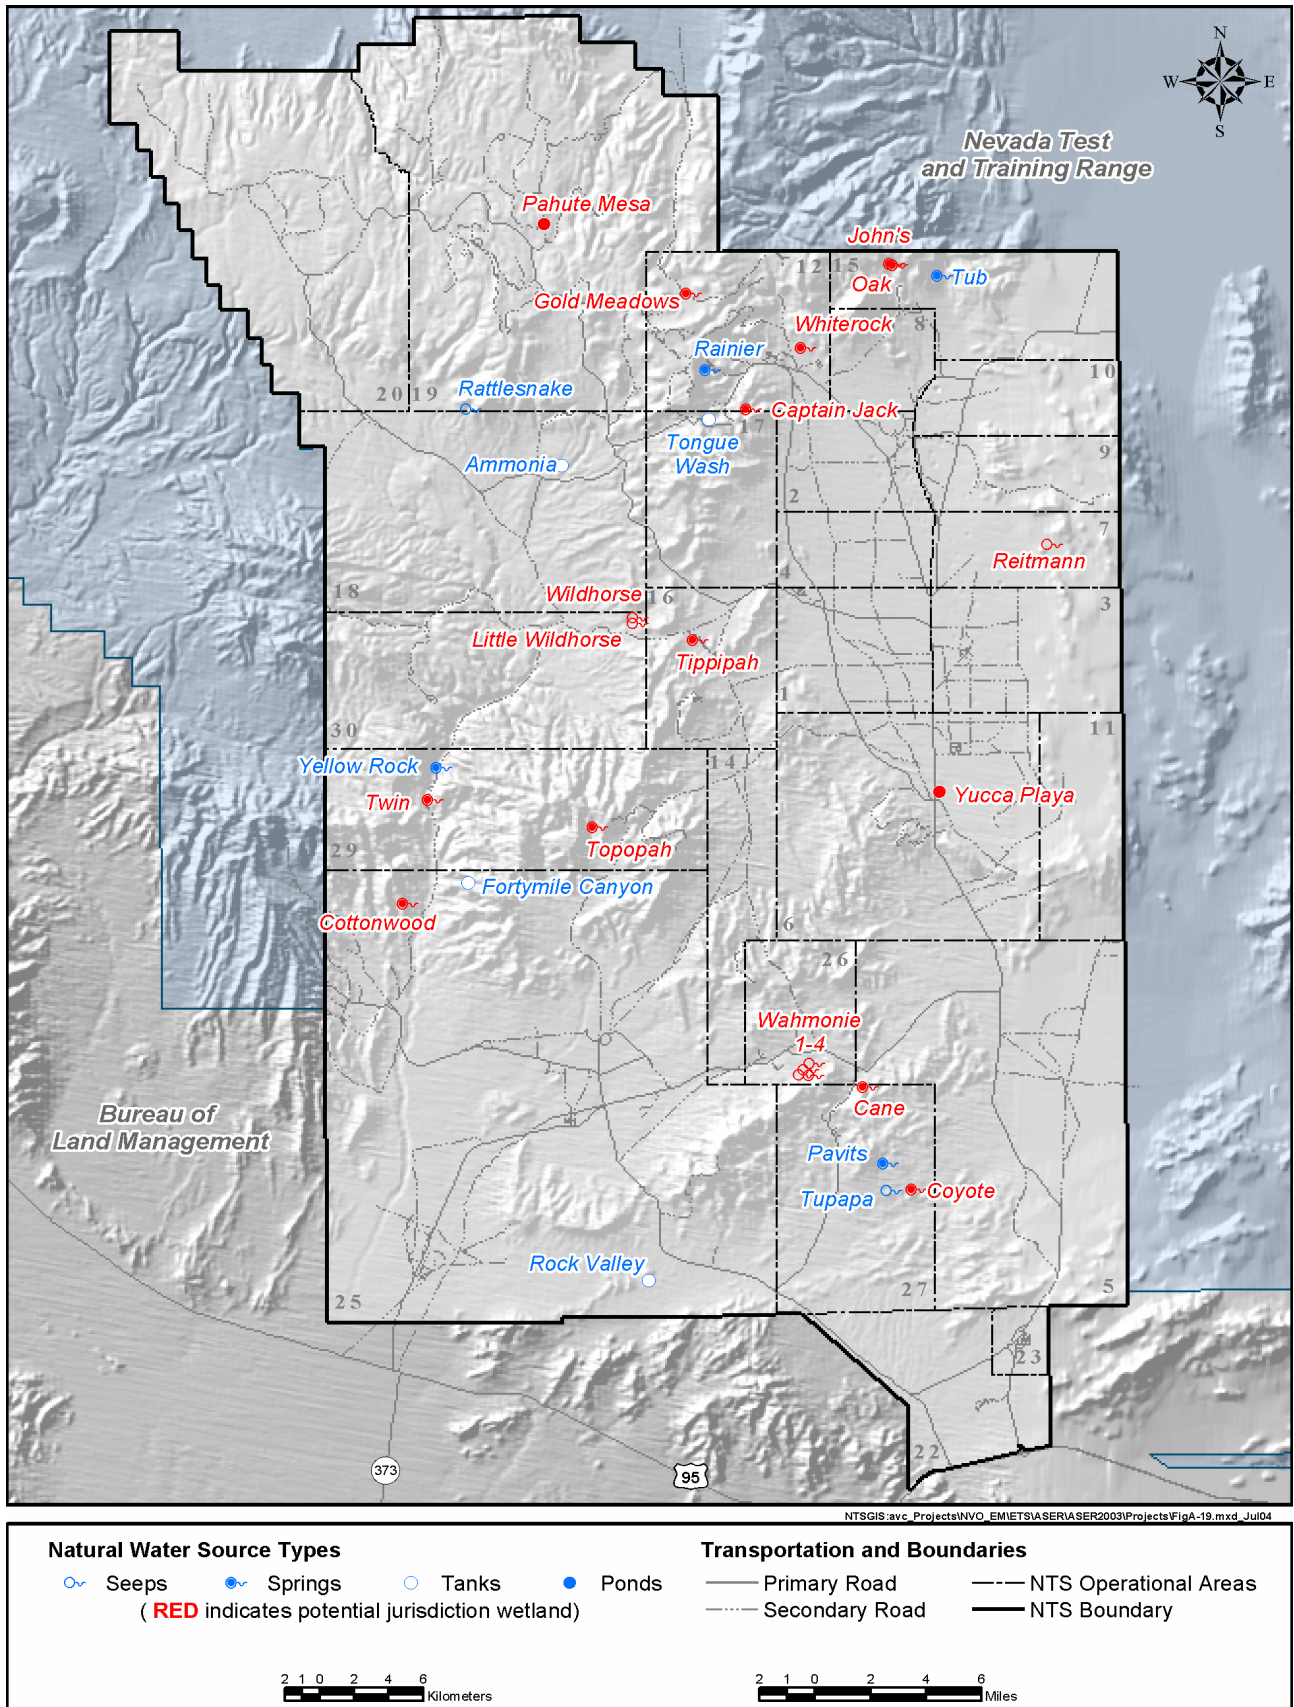 N
W E
S
Nevada Test
and Training Range
Pahute Mesa
John's
12
15
Oak
Tub
Gold Meadows
Whiterock
8
Rainier
10
Rattlesnake
20
19
Captain Jack
17
Tongue
Wash
9
Ammonia
2
7
Reitmann
4
18
Wildhorse
16
3
Little Wildhorse
Tippipah
1
30
11
14
Yellow Rock
Twin
Yucca Playa
29
Topopah
Fortymile Canyon
Cottonwood
6
26
Wahmonie
1-4
Cane
Bureau of
Land Management
Pavits
Tupapa
Coyote
Rock Valley
25
27
5
23
22
373
95
NTSGIS:avc_Projects\NVO_EM\ETS\ASER\ASER2003\Projects\FigA-19.mxd_Jul04
Natural Water Source Types
Seeps Springs Tanks Ponds
( RED indicates potential jurisdiction wetland)
Transportation and Boundaries
Primary Road NTS Operational Areas
Secondary Road NTS Boundary
2 1 0 2 4 6
Kilometers
2 1 0 2 4 6
Miles